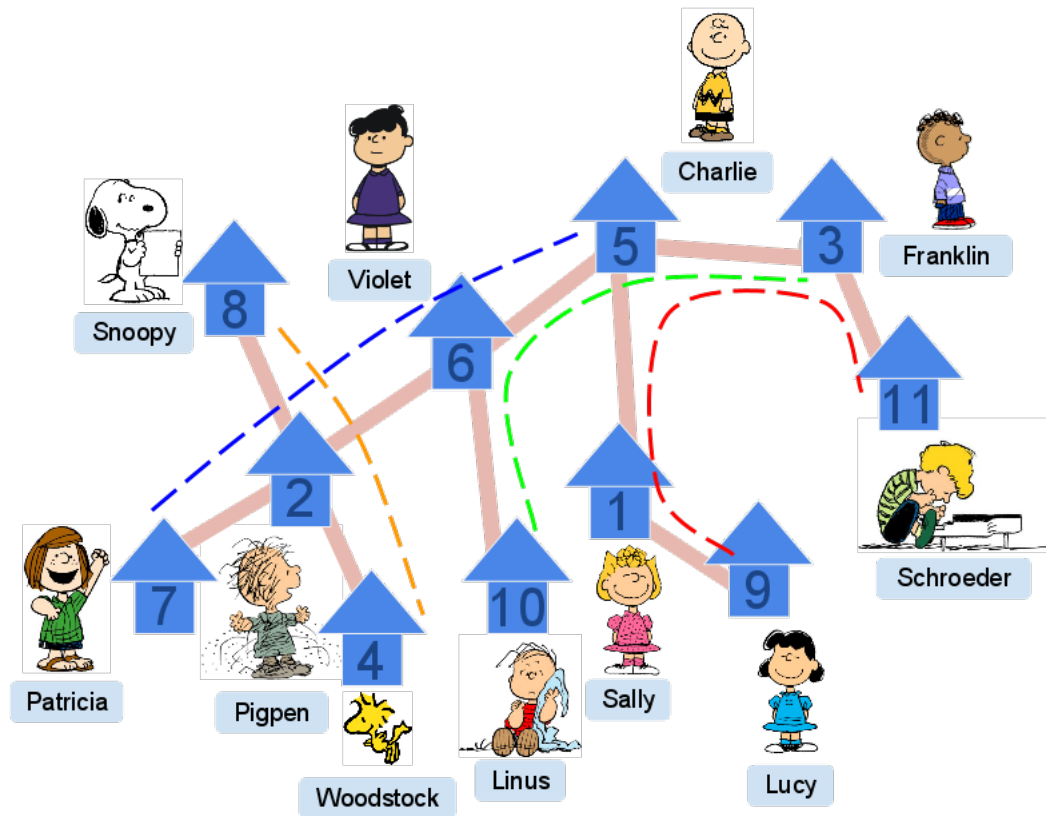 Charlie
Franklin
Violet
5
3
Snoopy
8
6
11
2
1
Schroeder
7
10
9
4
Patricia
Pigpen
Sally
Linus
Lucy
Woodstock